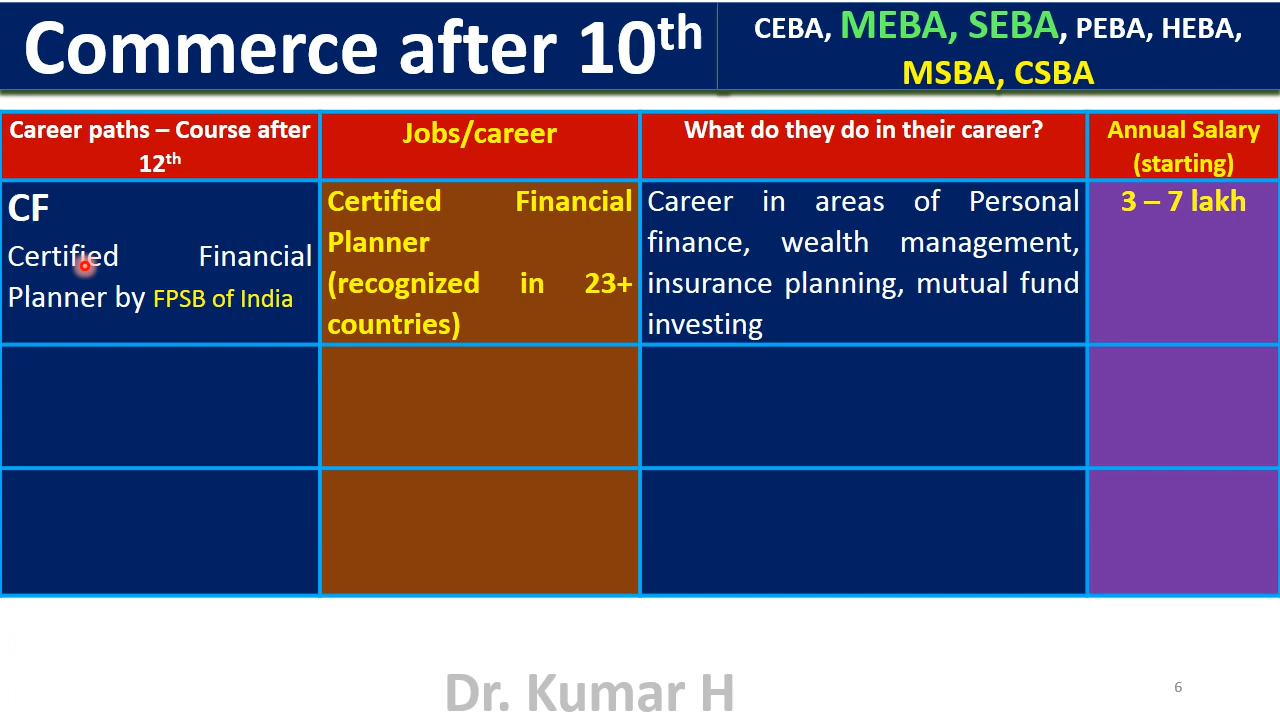 Commerce after 10th
CEBA, MEBA, SEBA, PEBA, HEBA,
MSBA, CSBA
Career paths – Course after
12th
Jobs/career
What do they do in their career?
Annual Salary
(starting)
CF
Certified Financial
Planner by FPSB of India
Certified Financial
Planner
(recognized in 23+
countries)
Career in areas of Personal
finance, wealth management,
insurance planning, mutual fund
investing
3 – 7 lakh
Dr. Kumar H
6